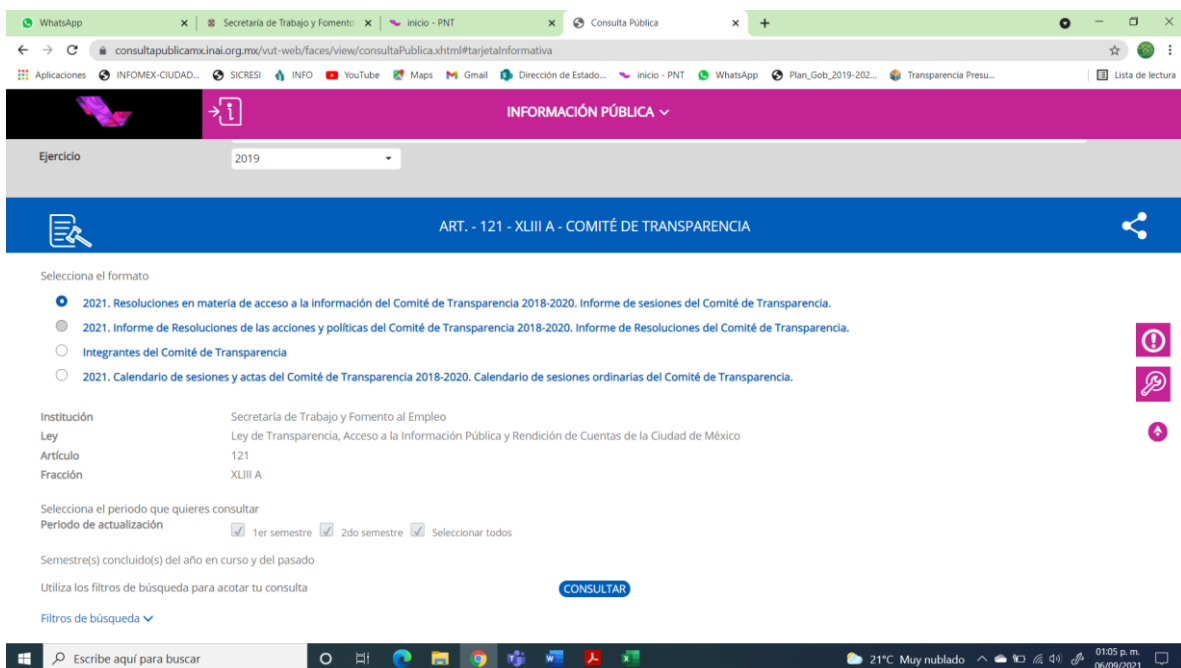 WhatsApp
Secretaría de Trabajo y Fomento
inicio - PNT
Consulta Pública
consultapublicamx.inai.org.mx/vut-web/faces/view/consultaPublica.xhtml#tarjetaInformativa
Aplicaciones INFOMEX-CIUDAD... SICRESI INFO YouTube Maps Gmail Dirección de Estado... inicio - PNT WhatsApp Plan_Gob_2019-202... Transparencia Presu... Lista de lectura
INFORMACIÓN PÚBLICA
Ejercicio 2019
ART. - 121 - XLIII A - COMITÉ DE TRANSPARENCIA
Selecciona el formato
2021. Resoluciones en materia de acceso a la información del Comité de Transparencia 2018-2020. Informe de sesiones del Comité de Transparencia.
2021. Informe de Resoluciones de las acciones y políticas del Comité de Transparencia 2018-2020. Informe de Resoluciones del Comité de Transparencia.
Integrantes del Comité de Transparencia
2021. Calendario de sesiones y actas del Comité de Transparencia 2018-2020. Calendario de sesiones ordinarias del Comité de Transparencia.
Institución Secretaría de Trabajo y Fomento al Empleo
Ley Ley de Transparencia, Acceso a la Información Pública y Rendición de Cuentas de la Ciudad de México
Artículo 121
Fracción XLIII A
Selecciona el periodo que quieres consultar
Periodo de actualización 1er semestre 2do semestre Seleccionar todos
Semestre(s) concluido(s) del año en curso y del pasado
Utiliza los filtros de búsqueda para acotar tu consulta CONSULTAR
Filtros de búsqueda
Escribe aquí para buscar 21°C Muy nublado 01:05 p. m.
06/09/2021